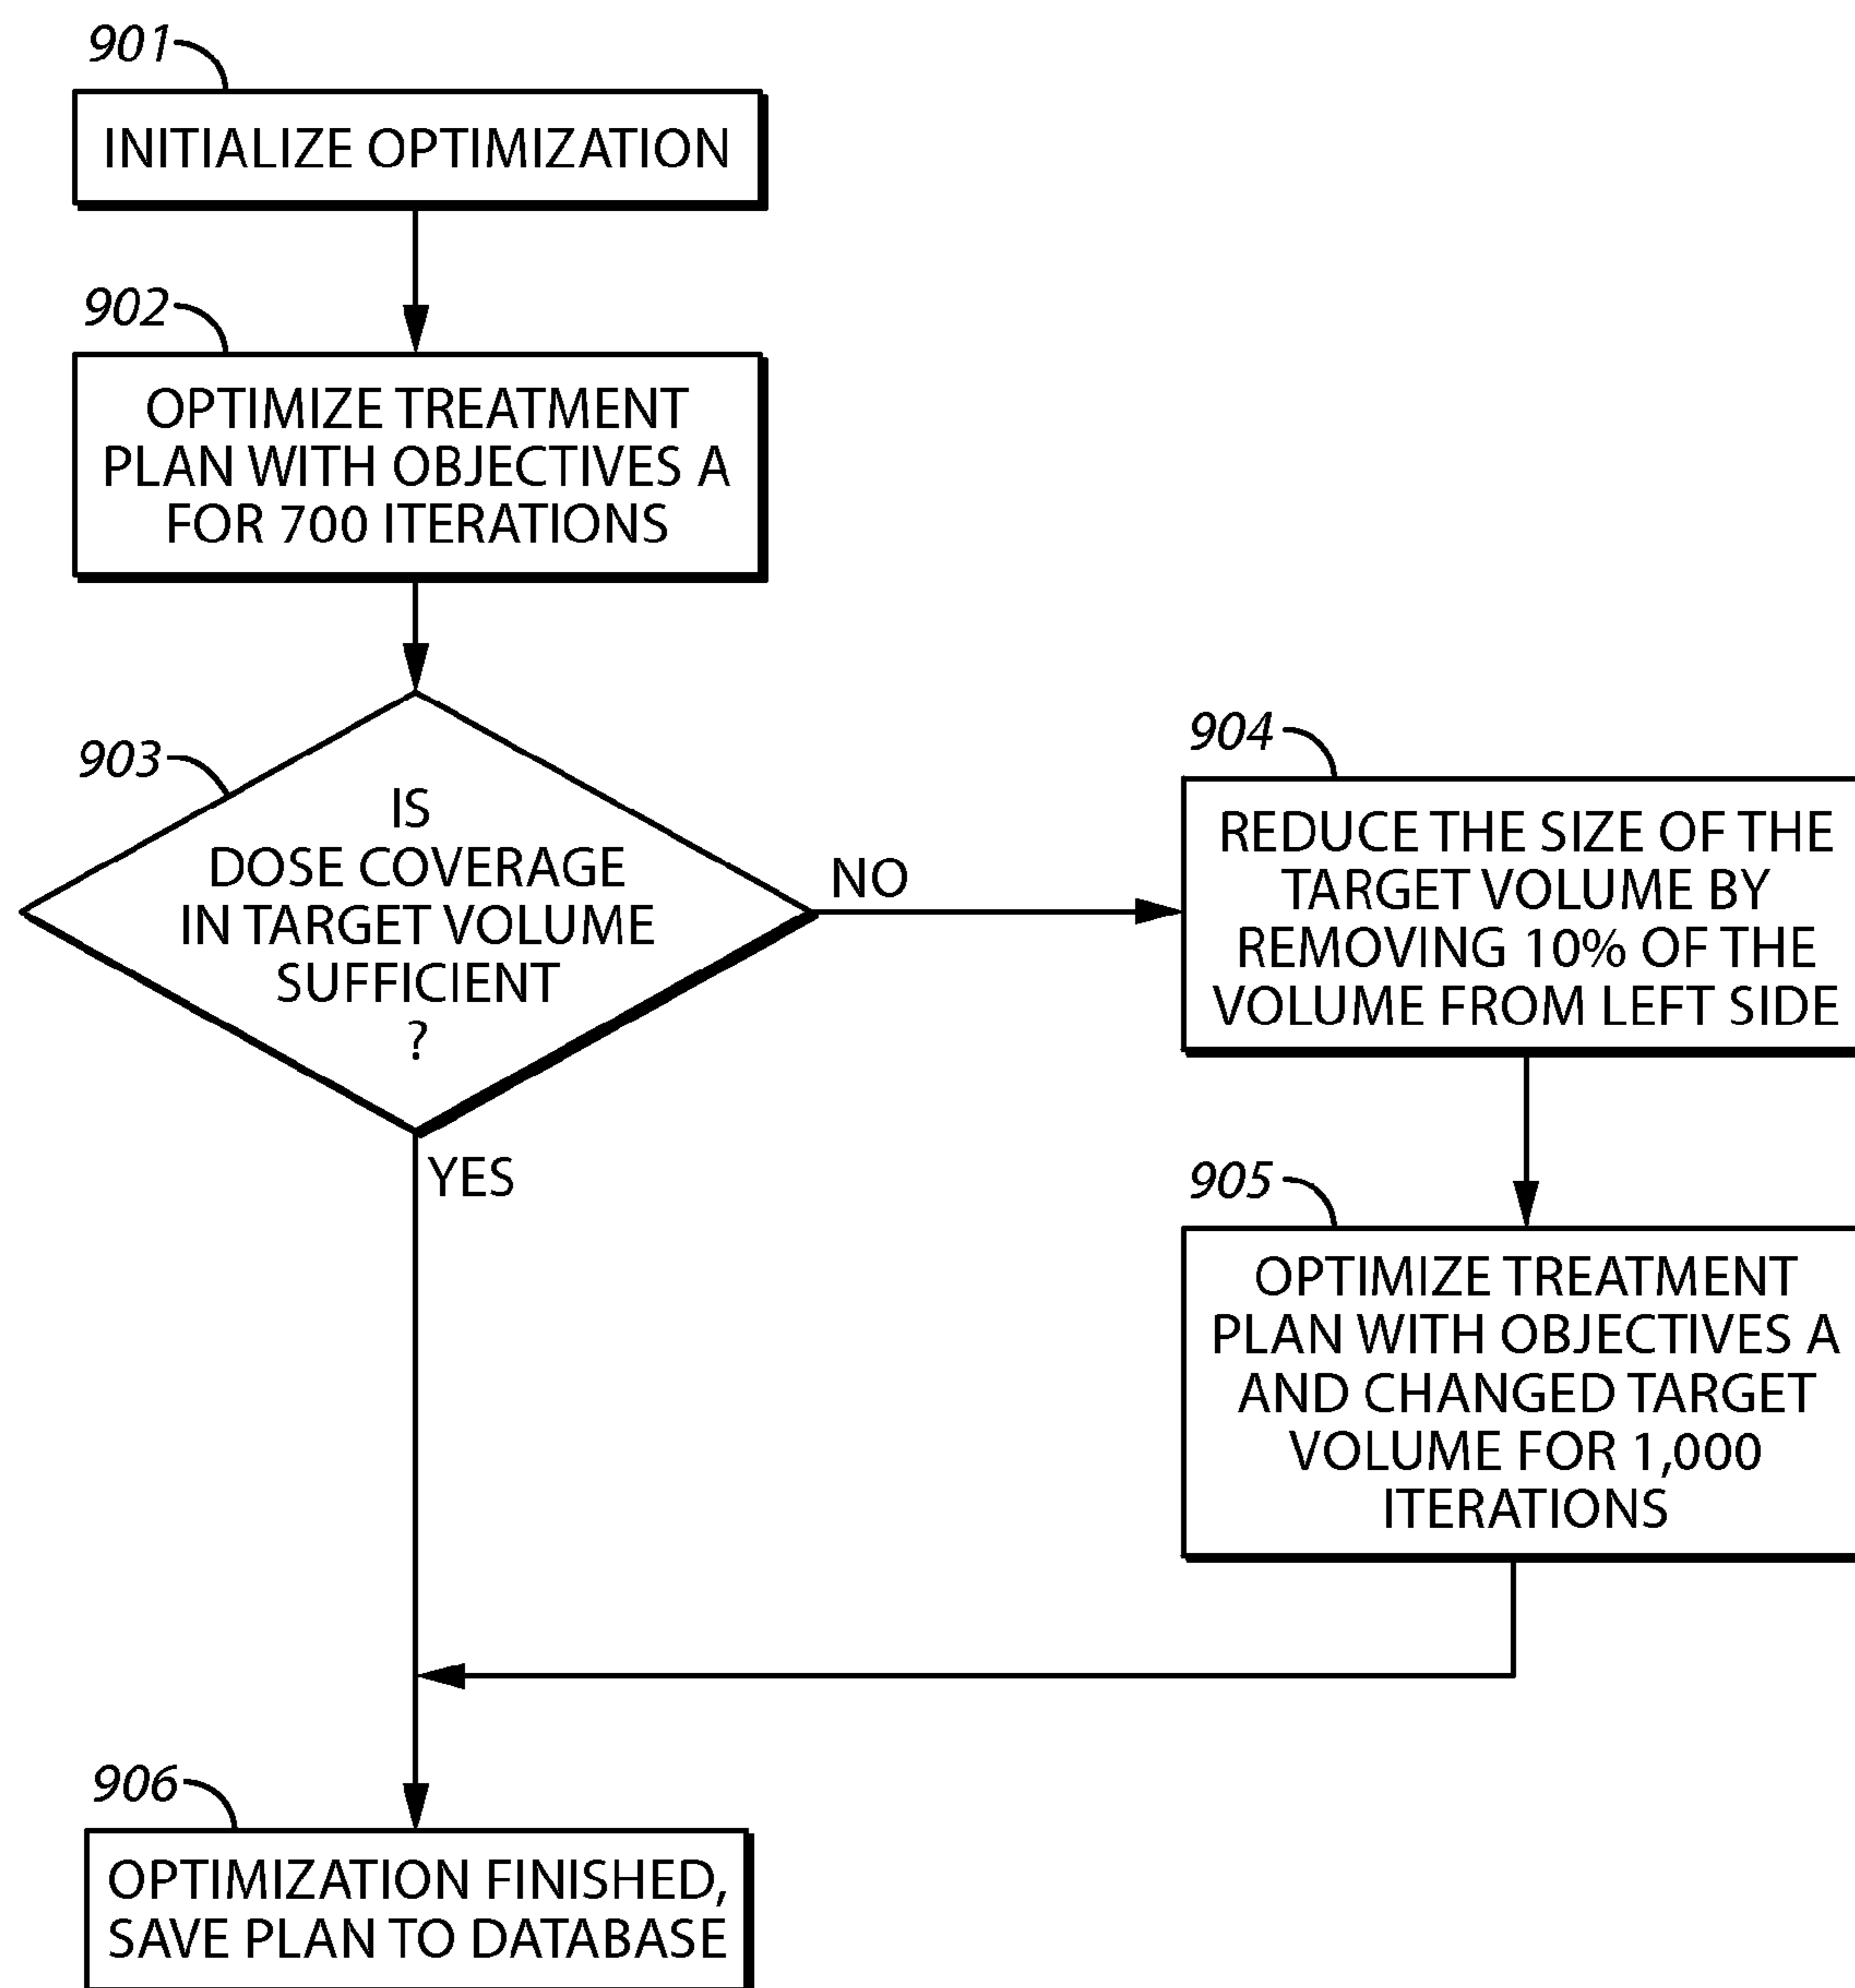 901
INITIALIZE OPTIMIZATION
902
OPTIMIZE TREATMENT
PLAN WITH OBJECTIVES A
FOR 700 ITERATIONS
903
IS
DOSE COVERAGE
IN TARGET VOLUME
SUFFICIENT
?
NO
YES
904
REDUCE THE SIZE OF THE
TARGET VOLUME BY
REMOVING 10% OF THE
VOLUME FROM LEFT SIDE
905
OPTIMIZE TREATMENT
PLAN WITH OBJECTIVES A
AND CHANGED TARGET
VOLUME FOR 1,000
ITERATIONS
906
OPTIMIZATION FINISHED,
SAVE PLAN TO DATABASE